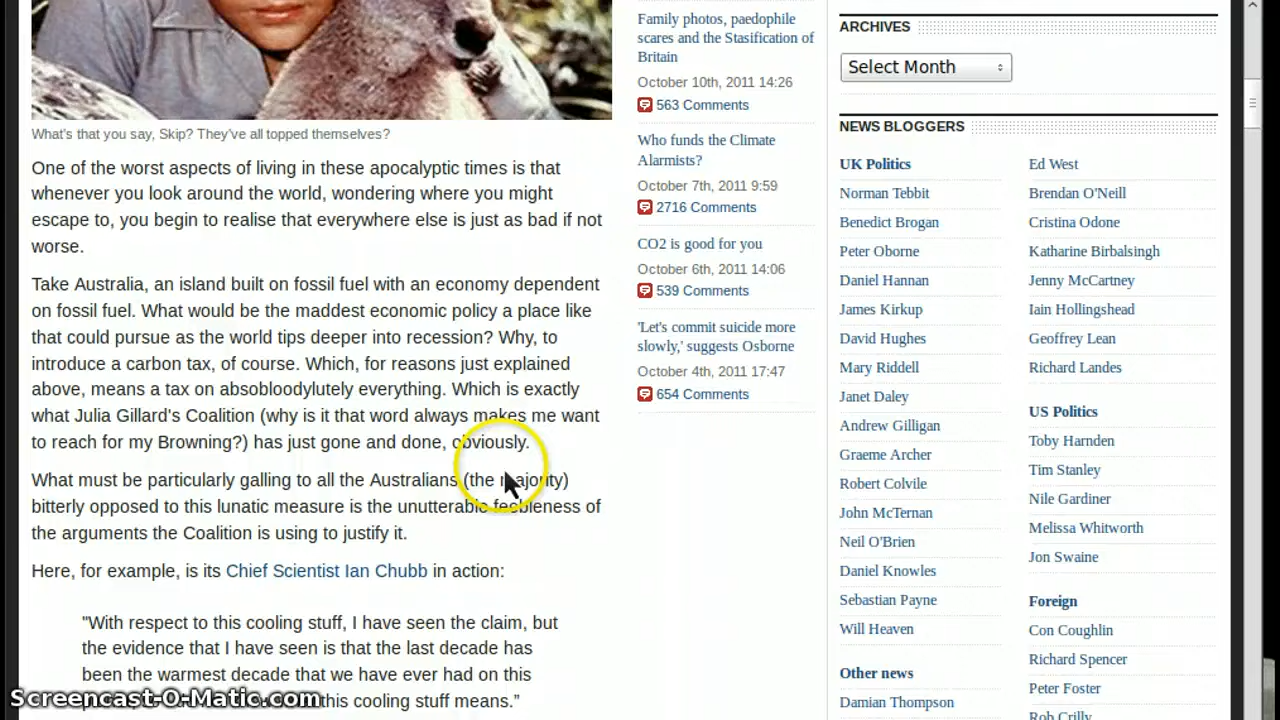 What's that you say, Skip? They've all topped themselves?
One of the worst aspects of living in these apocalyptic times is that
whenever you look around the world, wondering where you might
escape to, you begin to realise that everywhere else is just as bad if not
worse.
Take Australia, an island built on fossil fuel with an economy dependent
on fossil fuel. What would be the maddest economic policy a place like
that could pursue as the world tips deeper into recession? Why, to
introduce a carbon tax, of course. Which, for reasons just explained
above, means a tax on absobloodylutely everything. Which is exactly
what Julia Gillard's Coalition (why is it that word always makes me want
to reach for my Browning?) has just gone and done, obviously.
What must be particularly galling to all the Australians (the majority)
bitterly opposed to this lunatic measure is the unutterable feebleness of
the arguments the Coalition is using to justify it.
Here, for example, is its Chief Scientist Ian Chubb in action:
"With respect to this cooling stuff, I have seen the claim, but
the evidence that I have seen is that the last decade has
been the warmest decade that we have ever had on this
this cooling stuff means."
Screencast-O-Matic.com
Family photos, paedophile
scares and the Stasification of
Britain
October 10th, 2011 14:26
563 Comments
Who funds the Climate
Alarmists?
October 7th, 2011 9:59
2716 Comments
CO2 is good for you
October 6th, 2011 14:06
539 Comments
'Let's commit suicide more
slowly,' suggests Osborne
October 4th, 2011 17:47
654 Comments
ARCHIVES
Select Month
NEWS BLOGGERS
UK Politics
Norman Tebbit
Benedict Brogan
Peter Oborne
Daniel Hannan
James Kirkup
David Hughes
Mary Riddell
Janet Daley
Andrew Gilligan
Graeme Archer
Robert Colvile
John McTernan
Neil O'Brien
Daniel Knowles
Sebastian Payne
Will Heaven
Other news
Damian Thompson
Ed West
Brendan O'Neill
Cristina Odone
Katharine Birbalsingh
Jenny McCartney
Iain Hollingshead
Geoffrey Lean
Richard Landes
US Politics
Toby Harnden
Tim Stanley
Nile Gardiner
Melissa Whitworth
Jon Swaine
Foreign
Con Coughlin
Richard Spencer
Peter Foster
Rob Crilly